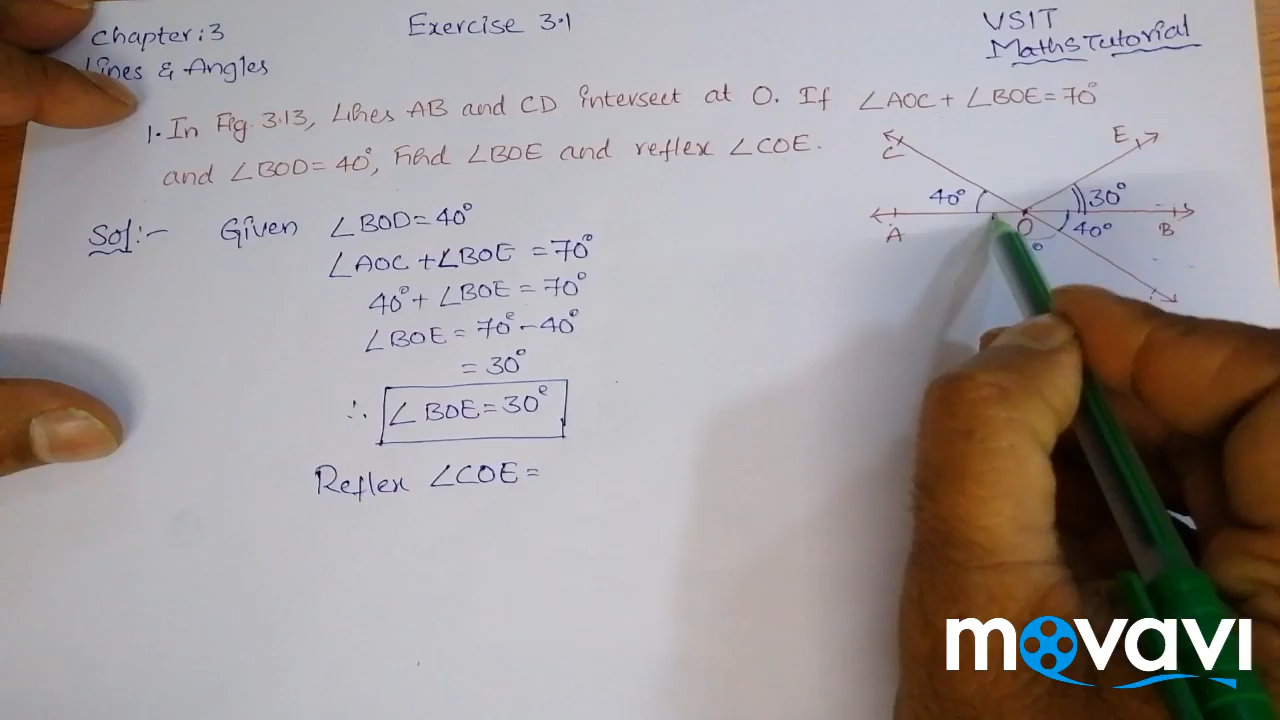 Chapter: 3
Lines & Angles
Exercise 3.1
VSIT
Maths Tutorial
1. In Fig. 3.13, Lines AB and CD intersect at O. If ∠AOC + ∠BOE = 70°
and ∠BOD = 40°, Find ∠BOE and reflex ∠COE.
Sol:- Given ∠BOD = 40°
∠AOC + ∠BOE = 70°
40° + ∠BOE = 70°
∠BOE = 70° - 40°
= 30°
∴ ∠BOE = 30°
Reflex ∠COE =
C
E
40°
30°
A
O
40°
B
movavi